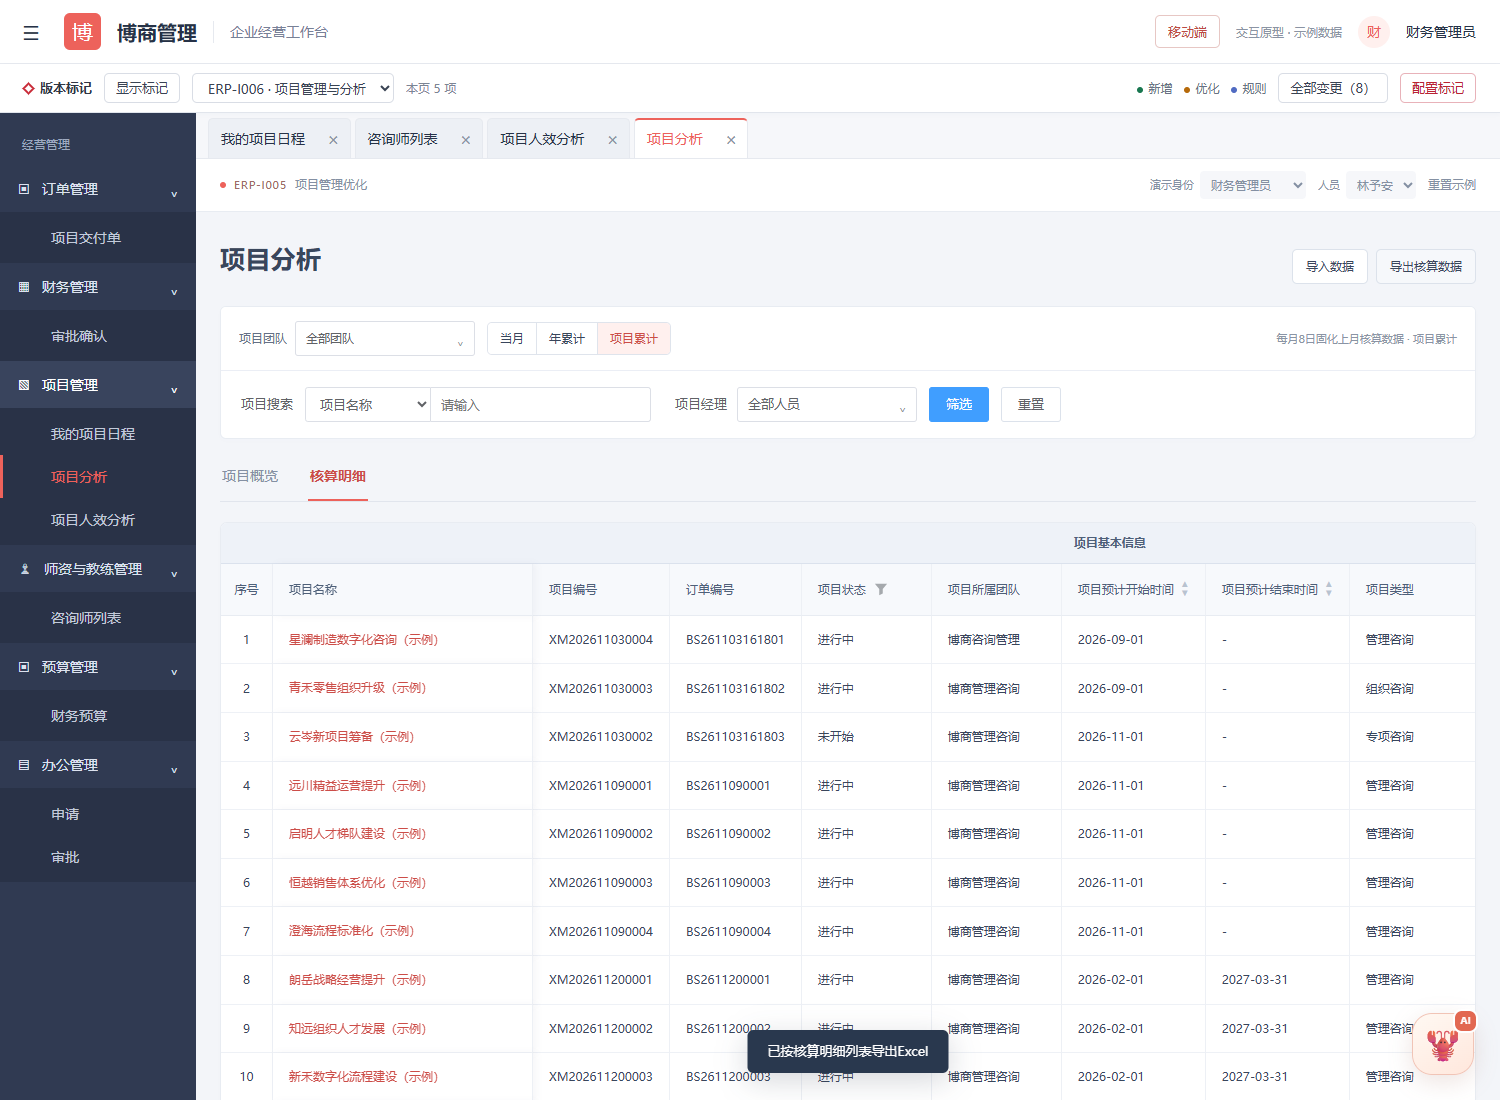 ☰ 博 博商管理 企业经营工作台 移动端 交互原型 · 示例数据 财 财务管理员
版本标记 显示标记 ERP-I006 · 项目管理与分析 本页 5 项 新增 优化 规则 全部变更（8） 配置标记
经营管理
订单管理
项目交付单
财务管理
审批确认
项目管理
我的项目日程
项目分析
项目人效分析
师资与教练管理
咨询师列表
预算管理
财务预算
办公管理
申请
审批
我的项目日程 × 咨询师列表 × 项目人效分析 × 项目分析 ×
ERP-I005 项目管理优化 演示身份 财务管理员 人员 林予安 重置示例
项目分析 导入数据 导出核算数据
项目团队 全部团队 当月 年累计 项目累计 每月8日固化上月核算数据 · 项目累计
项目搜索 项目名称 请输入 项目经理 全部人员 筛选 重置
项目概览 核算明细
项目基本信息
序号 项目名称 项目编号 订单编号 项目状态 项目所属团队 项目预计开始时间 项目预计结束时间 项目类型
1 星澜制造数字化咨询（示例） XM202611030004 BS261103161801 进行中 博商咨询管理 2026-09-01 - 管理咨询
2 青禾零售组织升级（示例） XM202611030003 BS261103161802 进行中 博商管理咨询 2026-09-01 - 组织咨询
3 云岑新项目筹备（示例） XM202611030002 BS261103161803 未开始 博商管理咨询 2026-11-01 - 专项咨询
4 远川精益运营提升（示例） XM202611090001 BS2611090001 进行中 博商管理咨询 2026-11-01 - 管理咨询
5 启明人才梯队建设（示例） XM202611090002 BS2611090002 进行中 博商管理咨询 2026-11-01 - 管理咨询
6 恒越销售体系优化（示例） XM202611090003 BS2611090003 进行中 博商管理咨询 2026-11-01 - 管理咨询
7 澄海流程标准化（示例） XM202611090004 BS2611090004 进行中 博商管理咨询 2026-11-01 - 管理咨询
8 朗岳战略经营提升（示例） XM202611200001 BS2611200001 进行中 博商管理咨询 2026-02-01 2027-03-31 管理咨询
9 知远组织人才发展（示例） XM202611200002 BS2611200002 进行中 博商管理咨询 2026-02-01 2027-03-31 管理咨询
10 新禾数字化流程建设（示例） XM202611200003 BS2611200003 进行中 博商管理咨询 2026-02-01 2027-03-31 管理咨询
已按核算明细列表导出Excel
AI